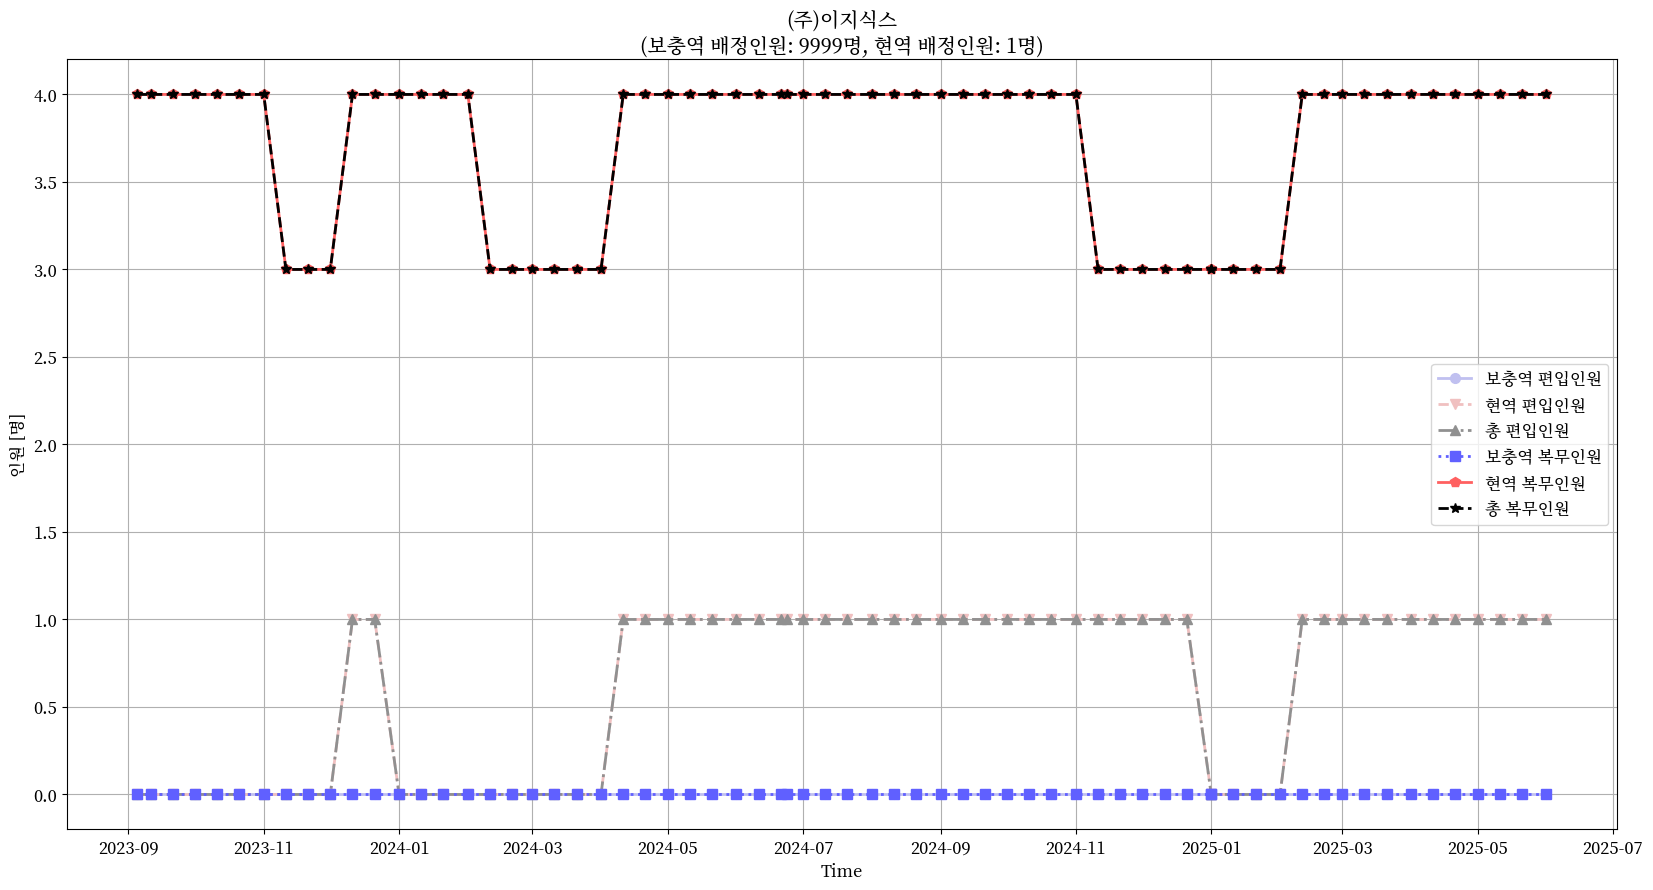 (주)이지식스
(보충역 배정인원: 9999명, 현역 배정인원: 1명)
인원 [명]
4.0
3.5
3.0
2.5
2.0
1.5
1.0
0.5
0.0
보충역 편입인원
현역 편입인원
총 편입인원
보충역 복무인원
현역 복무인원
총 복무인원
2023-09 2023-11 2024-01 2024-03 2024-05 2024-07 2024-09 2024-11 2025-01 2025-03 2025-05 2025-07
Time